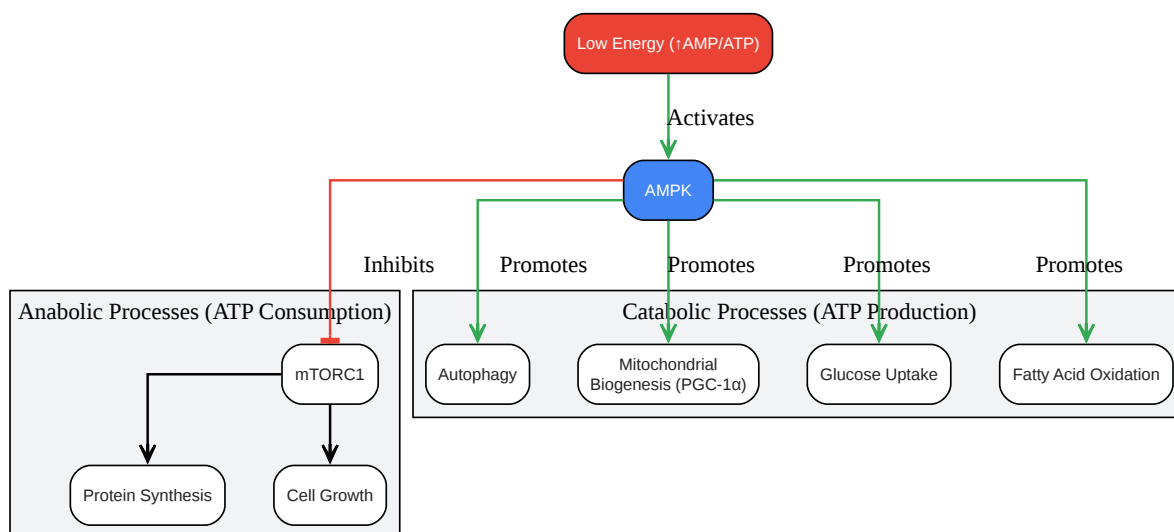 Low Energy (↑AMP/ATP)
Activates
AMPK
Inhibits
Promotes
Promotes
Promotes
Promotes
Anabolic Processes (ATP Consumption)
Catabolic Processes (ATP Production)
mTORC1
Autophagy
Mitochondrial
Biogenesis (PGC-1α)
Glucose Uptake
Fatty Acid Oxidation
Protein Synthesis
Cell Growth